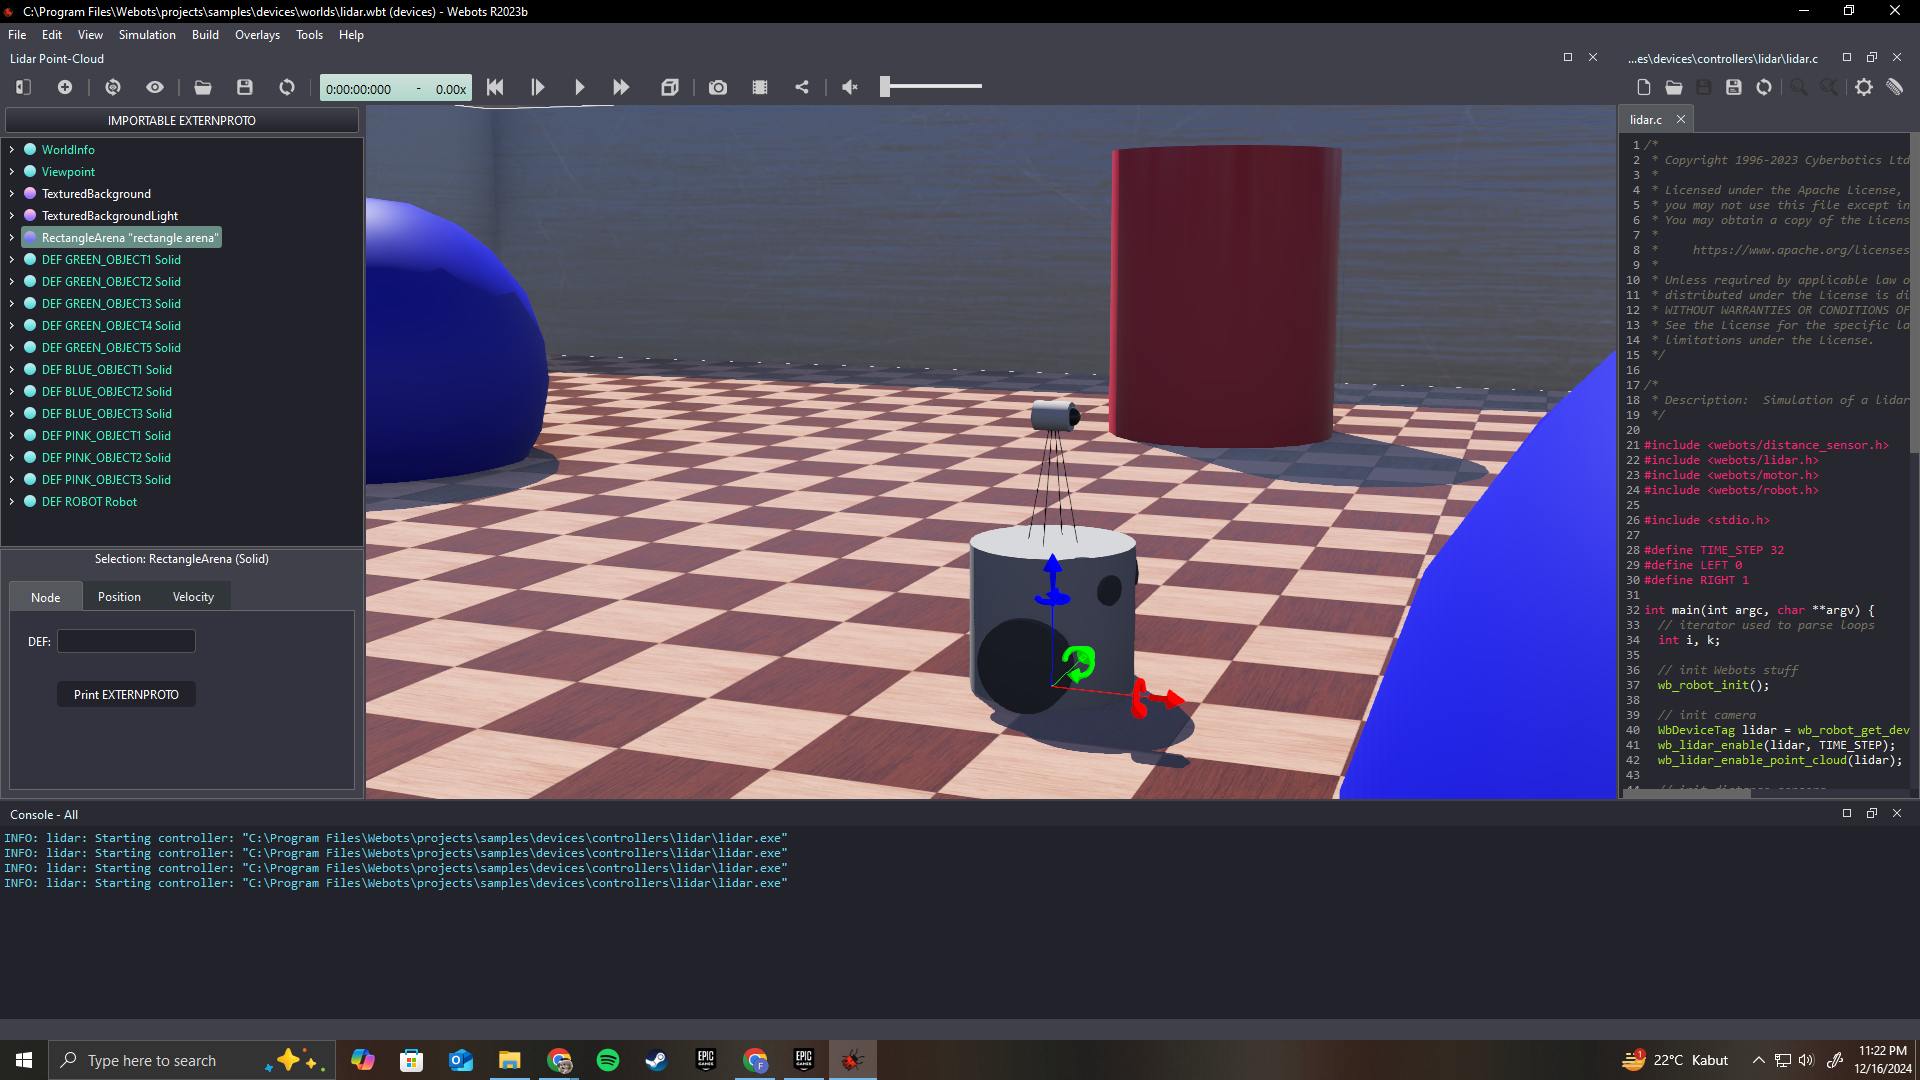 C:\Program Files\Webots\projects\samples\devices\worlds\lidar.wbt (devices) - Webots R2023b
File Edit View Simulation Build Overlays Tools Help
Lidar Point-Cloud
0:00:00:000 - 0.00x
IMPORTABLE EXTERNPROTO
WorldInfo
Viewpoint
TexturedBackground
TexturedBackgroundLight
RectangleArena "rectangle arena"
DEF GREEN_OBJECT1 Solid
DEF GREEN_OBJECT2 Solid
DEF GREEN_OBJECT3 Solid
DEF GREEN_OBJECT4 Solid
DEF GREEN_OBJECT5 Solid
DEF BLUE_OBJECT1 Solid
DEF BLUE_OBJECT2 Solid
DEF BLUE_OBJECT3 Solid
DEF PINK_OBJECT1 Solid
DEF PINK_OBJECT2 Solid
DEF PINK_OBJECT3 Solid
DEF ROBOT Robot
Selection: RectangleArena (Solid)
Node Position Velocity
DEF:
Print EXTERNPROTO
...es\devices\controllers\lidar\lidar.c
lidar.c
1 /*
2 * Copyright 1996-2023 Cyberbotics Ltd
3 *
4 * Licensed under the Apache License,
5 * you may not use this file except in
6 * You may obtain a copy of the Licens
7 *
8 * https://www.apache.org/licenses
9 *
10 * Unless required by applicable law o
11 * distributed under the License is di
12 * WITHOUT WARRANTIES OR CONDITIONS OF
13 * See the License for the specific la
14 * limitations under the License.
15 */
16
17 /*
18 * Description:  Simulation of a lidar
19 */
20
21 #include <webots/distance_sensor.h>
22 #include <webots/lidar.h>
23 #include <webots/motor.h>
24 #include <webots/robot.h>
25
26 #include <stdio.h>
27
28 #define TIME_STEP 32
29 #define LEFT 0
30 #define RIGHT 1
31
32 int main(int argc, char **argv) {
33 // iterator used to parse loops
34 int i, k;
35
36 // init Webots stuff
37 wb_robot_init();
38
39 // init camera
40 WbDeviceTag lidar = wb_robot_get_dev
41 wb_lidar_enable(lidar, TIME_STEP);
42 wb_lidar_enable_point_cloud(lidar);
43
Console - All
INFO: lidar: Starting controller: "C:\Program Files\Webots\projects\samples\devices\controllers\lidar\lidar.exe"
INFO: lidar: Starting controller: "C:\Program Files\Webots\projects\samples\devices\controllers\lidar\lidar.exe"
INFO: lidar: Starting controller: "C:\Program Files\Webots\projects\samples\devices\controllers\lidar\lidar.exe"
INFO: lidar: Starting controller: "C:\Program Files\Webots\projects\samples\devices\controllers\lidar\lidar.exe"
Type here to search
EPIC GAMES
F
EPIC GAMES
1
22°C Kabut
11:22 PM
12/16/2024